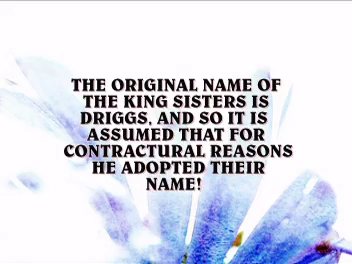 THE ORIGINAL NAME OF
THE KING SISTERS IS
DRIGGS, AND SO IT IS
ASSUMED THAT FOR
CONTRACTURAL REASONS
HE ADOPTED THEIR
NAME!